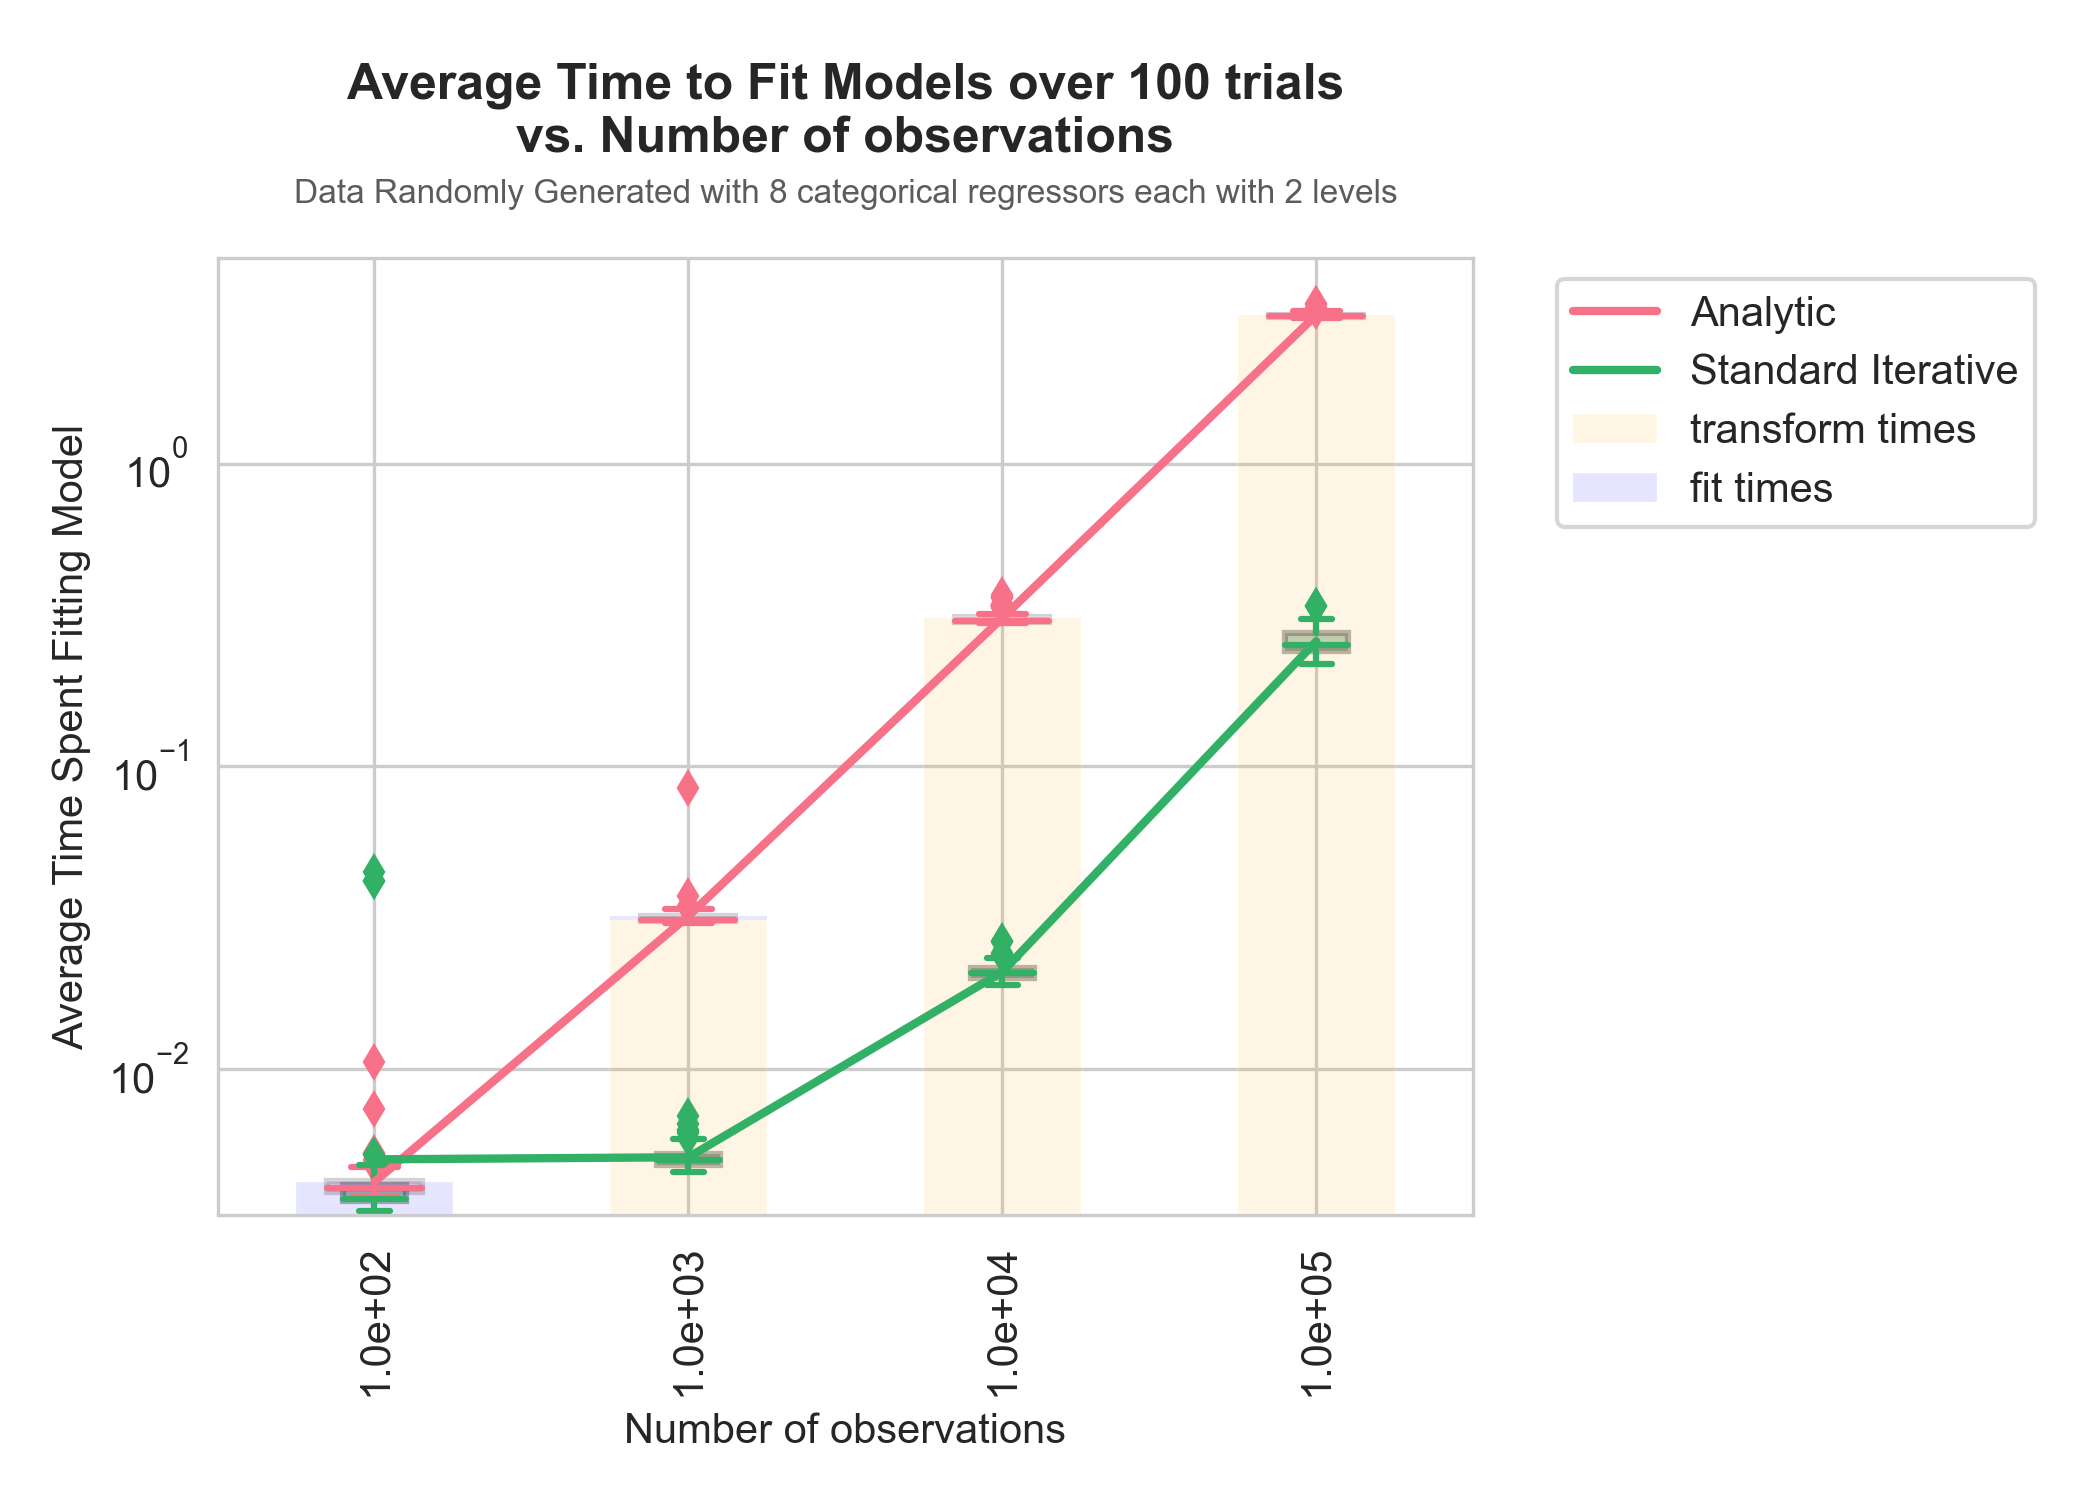 Average Time to Fit Models over 100 trials
vs. Number of observations
Data Randomly Generated with 8 categorical regressors each with 2 levels
Analytic
Standard Iterative
transform times
fit times
Average Time Spent Fitting Model
10⁰
10⁻¹
10⁻²
1.0e+02
1.0e+03
1.0e+04
1.0e+05
Number of observations